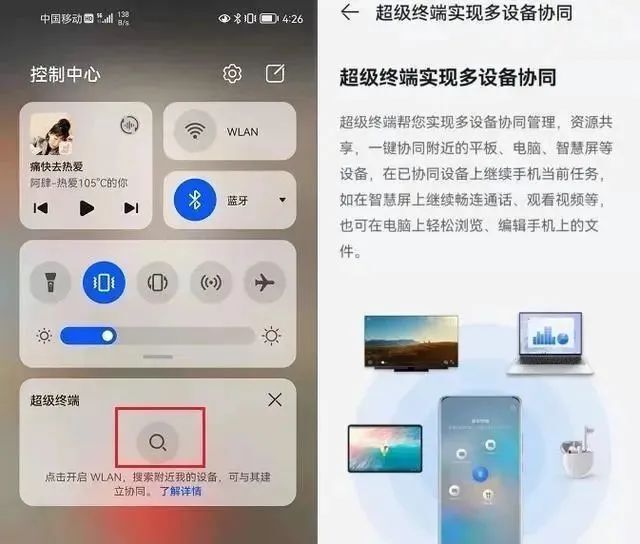 中国移动 HD 5G 138 B/s
4:26
控制中心
痛快去热爱
阿肆-热爱105°C的你
WLAN
蓝牙
超级终端
点击开启 WLAN，搜索附近我的设备，可与其建
立协同。了解详情
超级终端实现多设备协同
超级终端实现多设备协同
超级终端帮您实现多设备协同管理，资源共
享，一键协同附近的平板、电脑、智慧屏等
设备，在已协同设备上继续手机当前任务，
如在智慧屏上继续畅连通话、观看视频等，
也可在电脑上轻松浏览、编辑手机上的文
件。